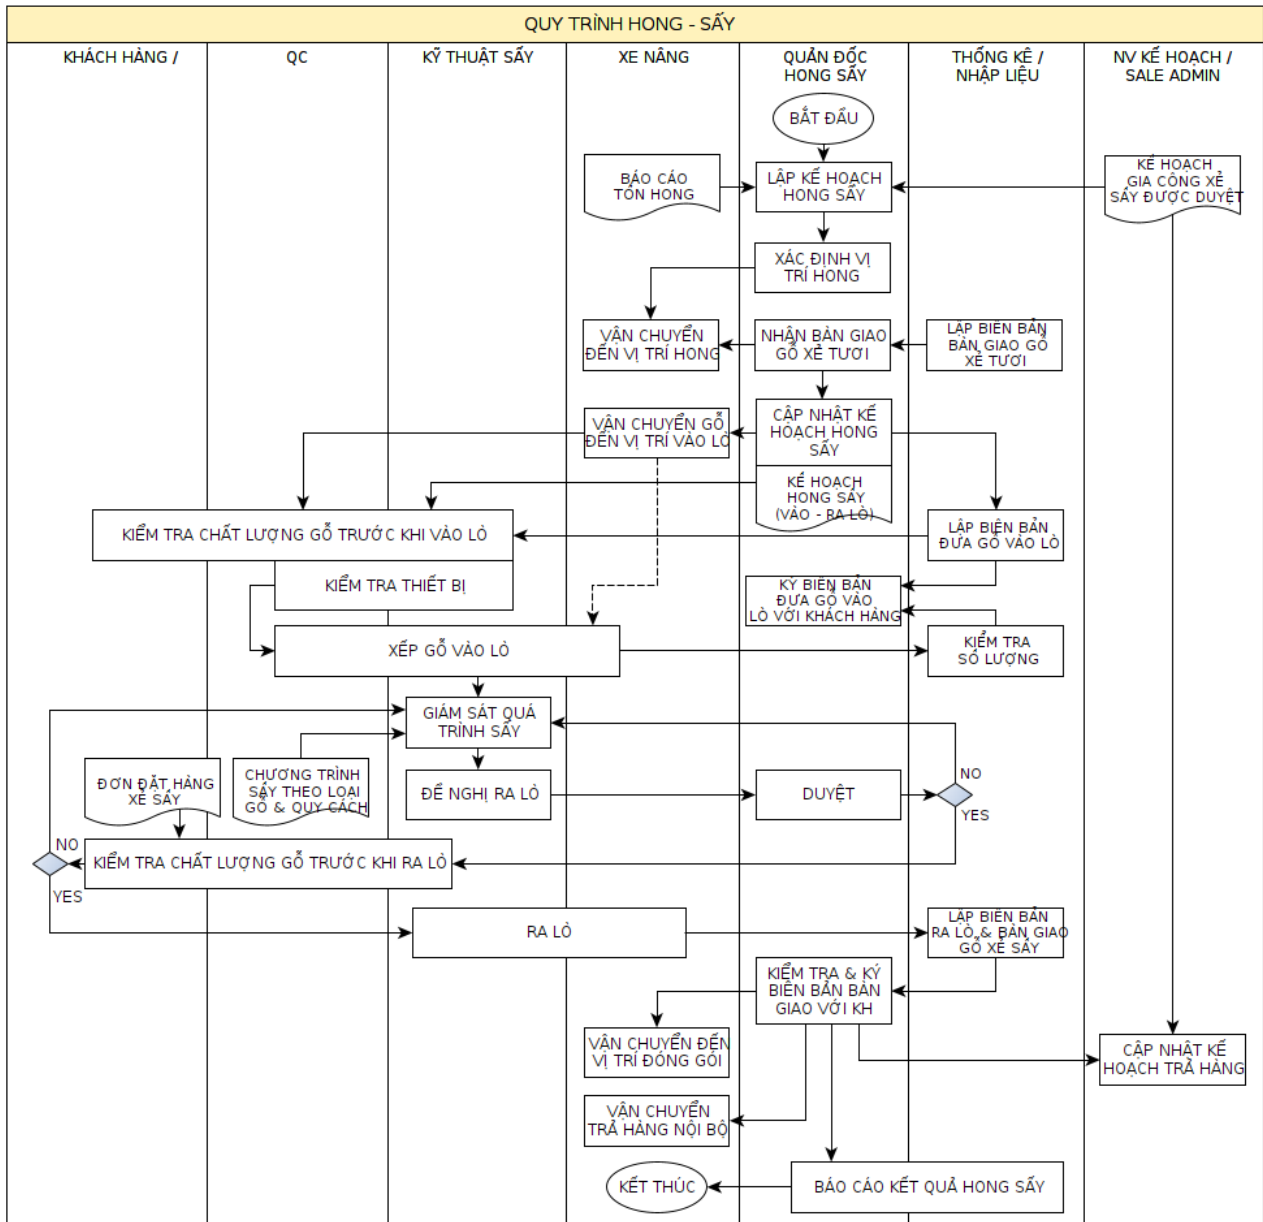 QUY TRÌNH HONG - SẤY
KHÁCH HÀNG /
QC
KỸ THUẬT SẤY
XE NÂNG
QUẢN ĐỐC
HONG SẤY
THỐNG KÊ /
NHẬP LIỆU
NV KẾ HOẠCH /
SALE ADMIN
BẮT ĐẦU
BÁO CÁO
TỒN HONG
LẬP KẾ HOẠCH
HONG SẤY
KẾ HOẠCH
GIA CÔNG XẺ
SẤY ĐƯỢC DUYỆT
XÁC ĐỊNH VỊ
TRÍ HONG
VẬN CHUYỂN
ĐẾN VỊ TRÍ HONG
NHẬN BÀN GIAO
GỖ XẺ TƯƠI
LẬP BIÊN BẢN
BÀN GIAO GỖ
XẺ TƯƠI
VẬN CHUYỂN GỖ
ĐẾN VỊ TRÍ VÀO LÒ
CẬP NHẬT KẾ
HOẠCH HONG
SẤY
KẾ HOẠCH
HONG SẤY
(VÀO - RA LÒ)
KIỂM TRA CHẤT LƯỢNG GỖ TRƯỚC KHI VÀO LÒ
LẬP BIÊN BẢN
ĐƯA GỖ VÀO LÒ
KIỂM TRA THIẾT BỊ
KÝ BIÊN BẢN
ĐƯA GỖ VÀO
LÒ VỚI KHÁCH HÀNG
XẾP GỖ VÀO LÒ
KIỂM TRA
SỐ LƯỢNG
GIÁM SÁT QUÁ
TRÌNH SẤY
ĐƠN ĐẶT HÀNG
XẺ SẤY
CHƯƠNG TRÌNH
SẤY THEO LOẠI
GỖ & QUY CÁCH
ĐỀ NGHỊ RA LÒ
DUYỆT
NO
YES
NO
KIỂM TRA CHẤT LƯỢNG GỖ TRƯỚC KHI RA LÒ
YES
RA LÒ
LẬP BIÊN BẢN
RA LÒ & BÀN GIAO
GỖ XẺ SẤY
KIỂM TRA & KÝ
BIÊN BẢN BÀN
GIAO VỚI KH
VẬN CHUYỂN ĐẾN
VỊ TRÍ ĐÓNG GÓI
CẬP NHẬT KẾ
HOẠCH TRẢ HÀNG
VẬN CHUYỂN
TRẢ HÀNG NỘI BỘ
KẾT THÚC
BÁO CÁO KẾT QUẢ HONG SẤY